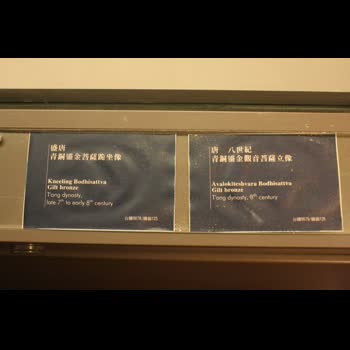 盛唐
青銅鎏金菩薩跪坐像
Kneeling Bodhisattva
Gilt bronze
T'ang dynasty,
late 7th to early 8th century
唐　八世紀
青銅鎏金觀音菩薩立像
Avalokiteshvara Bodhisattva
Gilt bronze
T'ang dynasty, 8th century